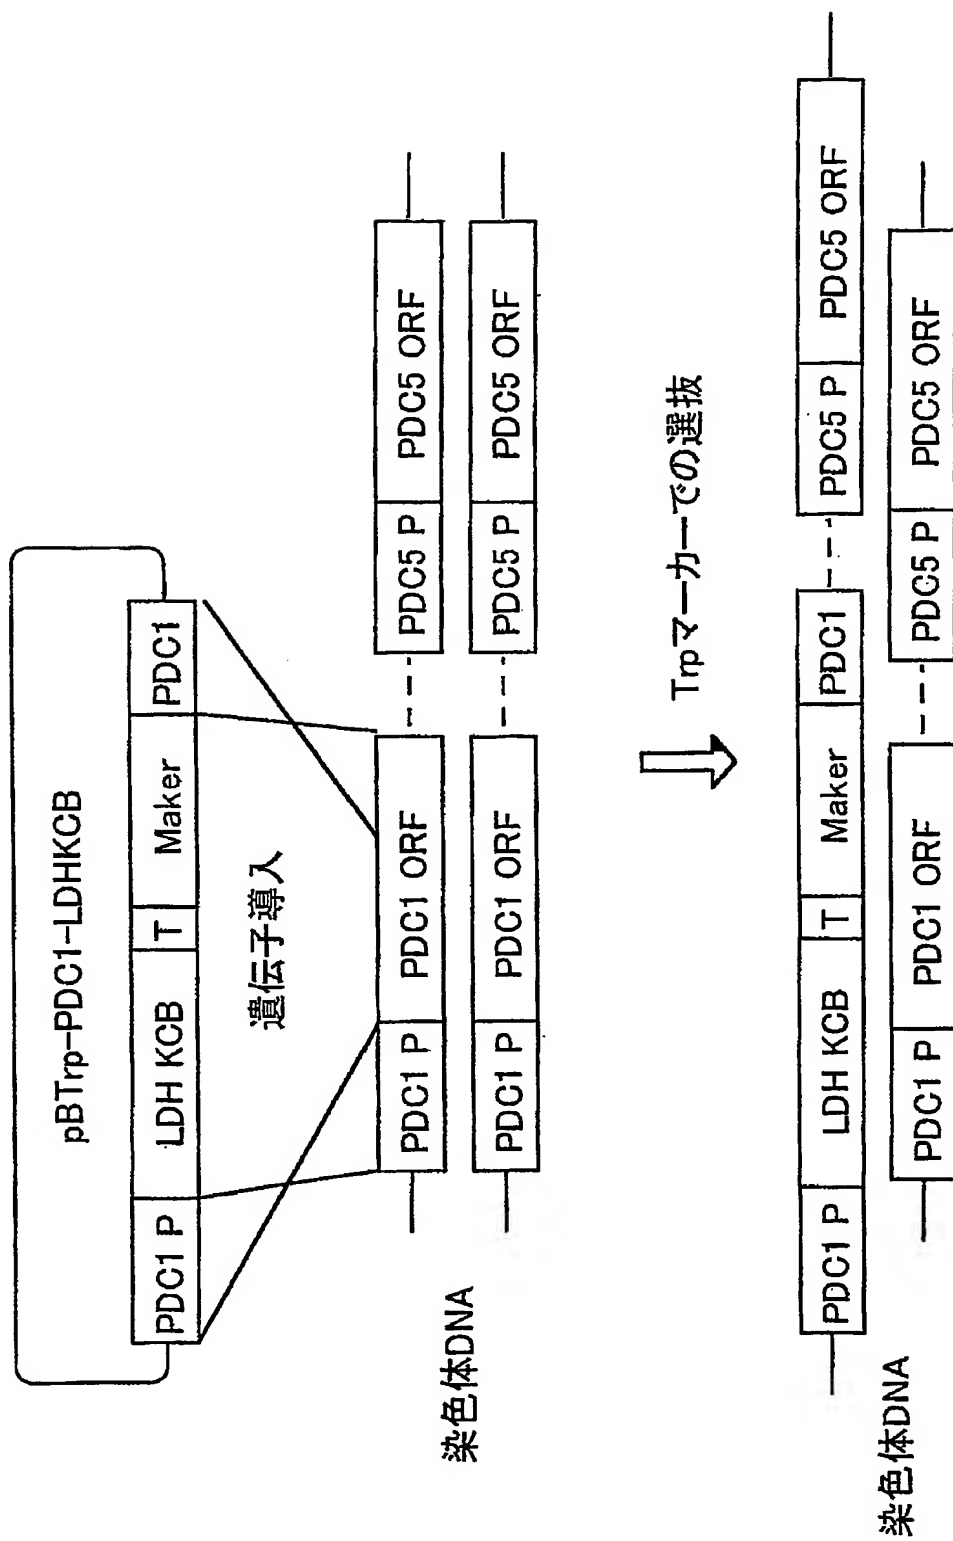 pBTrp-PDC1-LDHKCB
PDC1 P LDH KCB T Maker PDC1
遺伝子導入
PDC1 P PDC1 ORF PDC5 P PDC5 ORF
PDC1 P PDC1 ORF PDC5 P PDC5 ORF
染色体DNA
Trpマーカーでの選抜
PDC1 P LDH KCB T Maker PDC1 PDC5 P PDC5 ORF
PDC1 P PDC1 ORF PDC5 P PDC5 ORF
染色体DNA